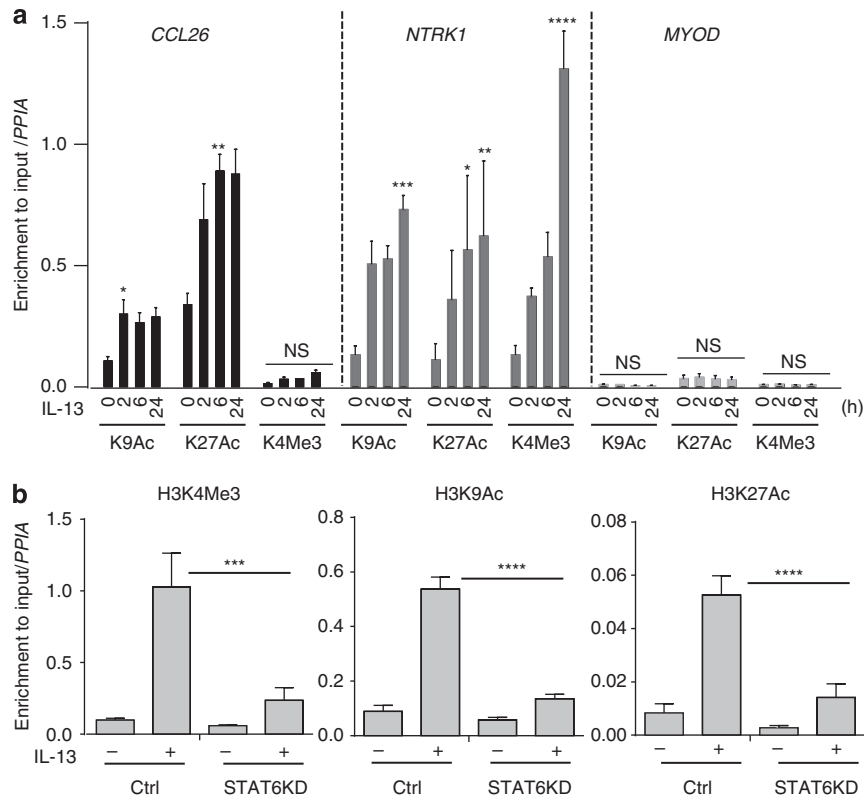 a
CCL26 NTRK1 MYOD
Enrichment to input /PPIA
1.5
1.0
0.5
0.0
* ** NS *** * ** **** NS NS NS
IL-13 0 2 6 24 0 2 6 24 0 2 6 24 0 2 6 24 0 2 6 24 0 2 6 24 0 2 6 24 0 2 6 24 0 2 6 24 (h)
K9Ac K27Ac K4Me3 K9Ac K27Ac K4Me3 K9Ac K27Ac K4Me3
b
H3K4Me3
Enrichment to input/PPIA
1.5
1.0
0.5
0.0
***
IL-13 – + – +
Ctrl STAT6KD
H3K9Ac
0.8
0.6
0.4
0.2
0.0
****
– + – +
Ctrl STAT6KD
H3K27Ac
0.08
0.06
0.04
0.02
0.00
****
– + – +
Ctrl STAT6KD